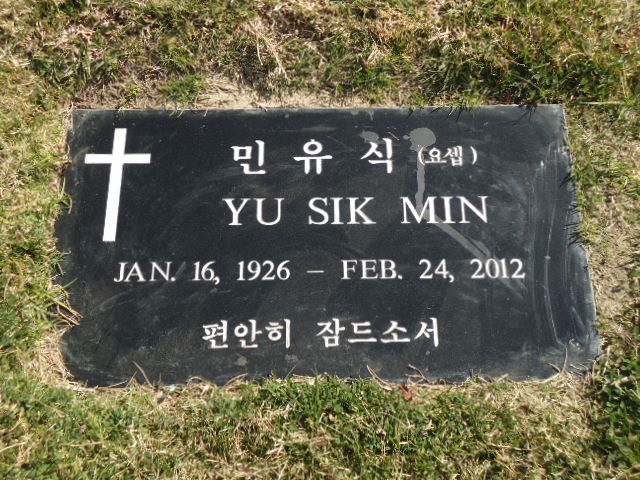 민 유 식 (요셉)
YU SIK MIN
JAN. 16, 1926 – FEB. 24, 2012
편안히 잠드소서